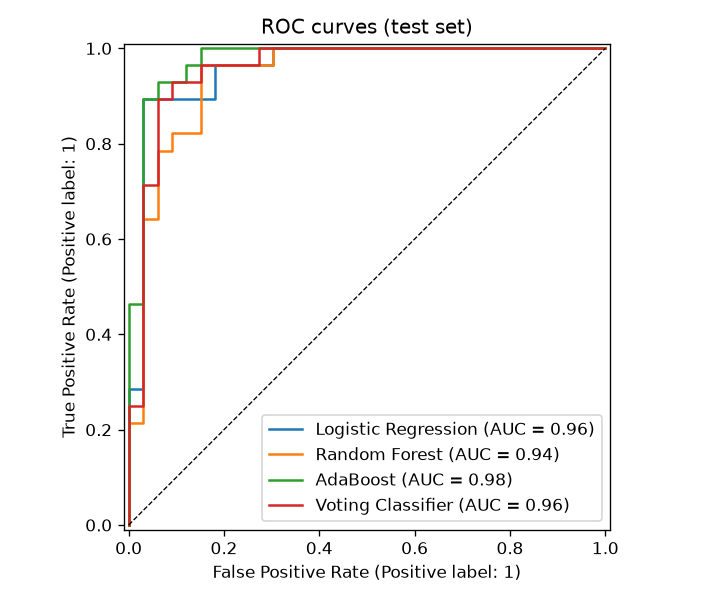 ROC curves (test set)
True Positive Rate (Positive label: 1)
1.0
0.8
0.6
0.4
0.2
0.0
Logistic Regression (AUC = 0.96)
Random Forest (AUC = 0.94)
AdaBoost (AUC = 0.98)
Voting Classifier (AUC = 0.96)
0.0 0.2 0.4 0.6 0.8 1.0
False Positive Rate (Positive label: 1)